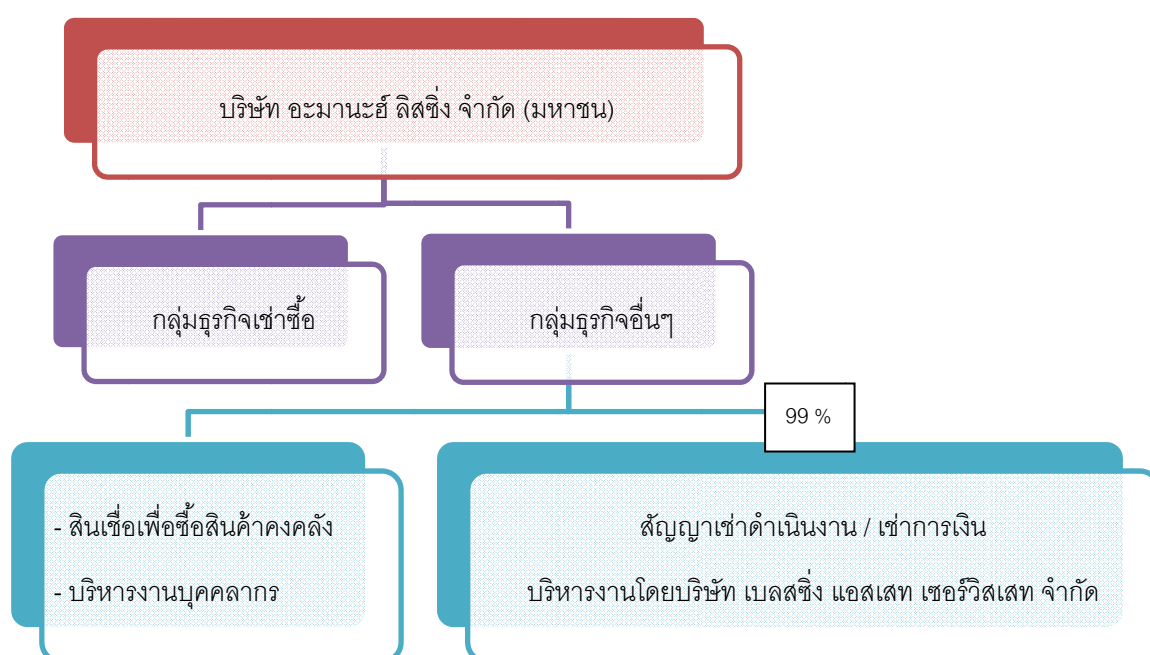 บริษัท อะมานะฮ์ ลิสซิ่ง จำกัด (มหาชน)
กลุ่มธุรกิจเช่าซื้อ
กลุ่มธุรกิจอื่นๆ
99 %
- สินเชื่อเพื่อซื้อสินค้าคงคลัง
- บริหารงานบุคคลากร
สัญญาเช่าดำเนินงาน / เช่าการเงิน
บริหารงานโดยบริษัท เบลสซิ่ง แอสเสท เซอร์วิสเสท จำกัด